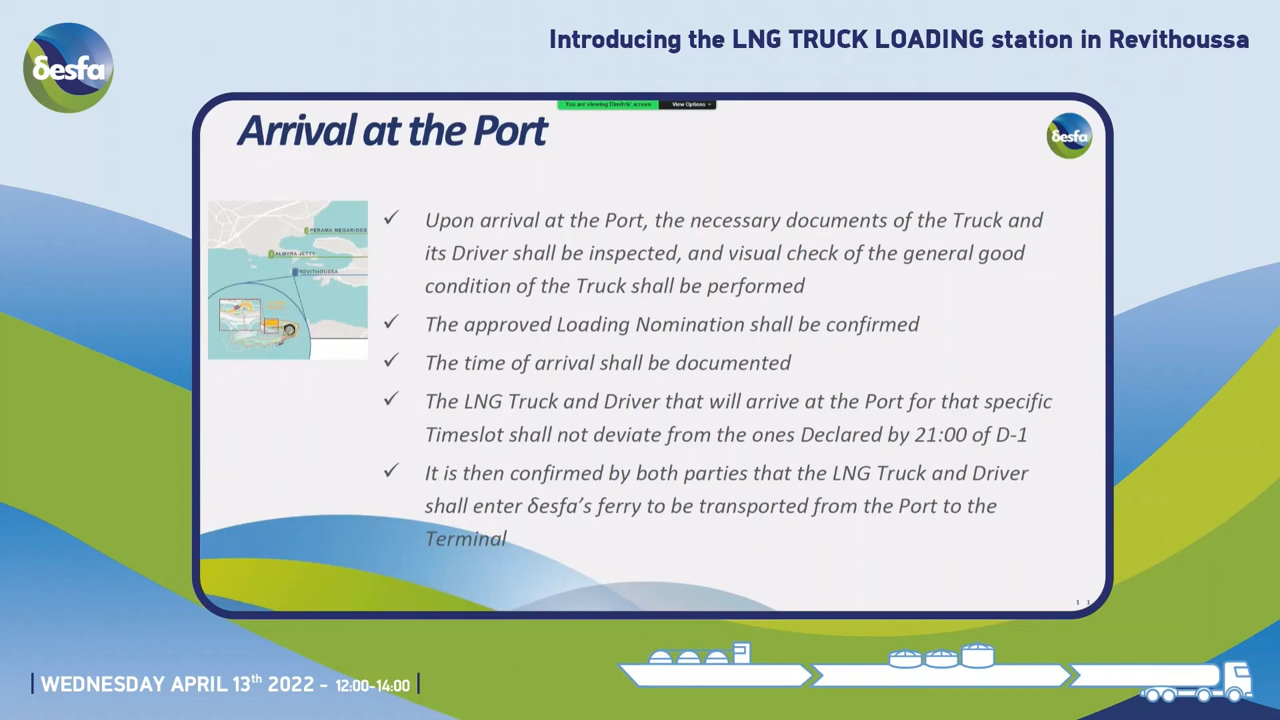 δesfa
Introducing the LNG TRUCK LOADING station in Revithoussa
You are viewing Dimitris' screen View Options
Arrival at the Port
δesfa
PERAMA MEGARIDOS
ALMYRA JETTY
REVITHOUSSA
✓ Upon arrival at the Port, the necessary documents of the Truck and
its Driver shall be inspected, and visual check of the general good
condition of the Truck shall be performed
✓ The approved Loading Nomination shall be confirmed
✓ The time of arrival shall be documented
✓ The LNG Truck and Driver that will arrive at the Port for that specific
Timeslot shall not deviate from the ones Declared by 21:00 of D-1
✓ It is then confirmed by both parties that the LNG Truck and Driver
shall enter δesfa's ferry to be transported from the Port to the
Terminal
1 1
WEDNESDAY APRIL 13th 2022 - 12:00-14:00